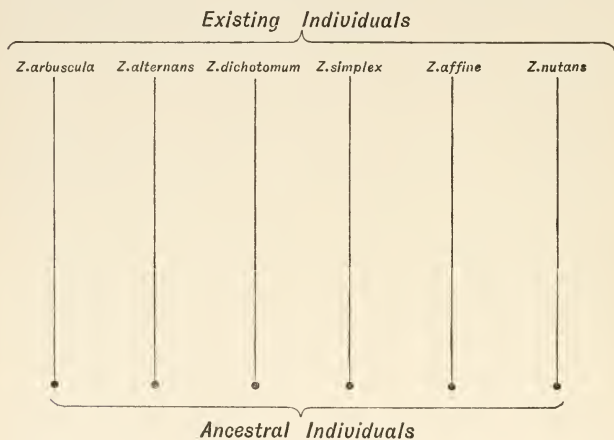 Existing Individuals
Z.arbuscula Z.alternans Z.dichotomum Z.simplex Z.affine Z.nutans
Ancestral Individuals